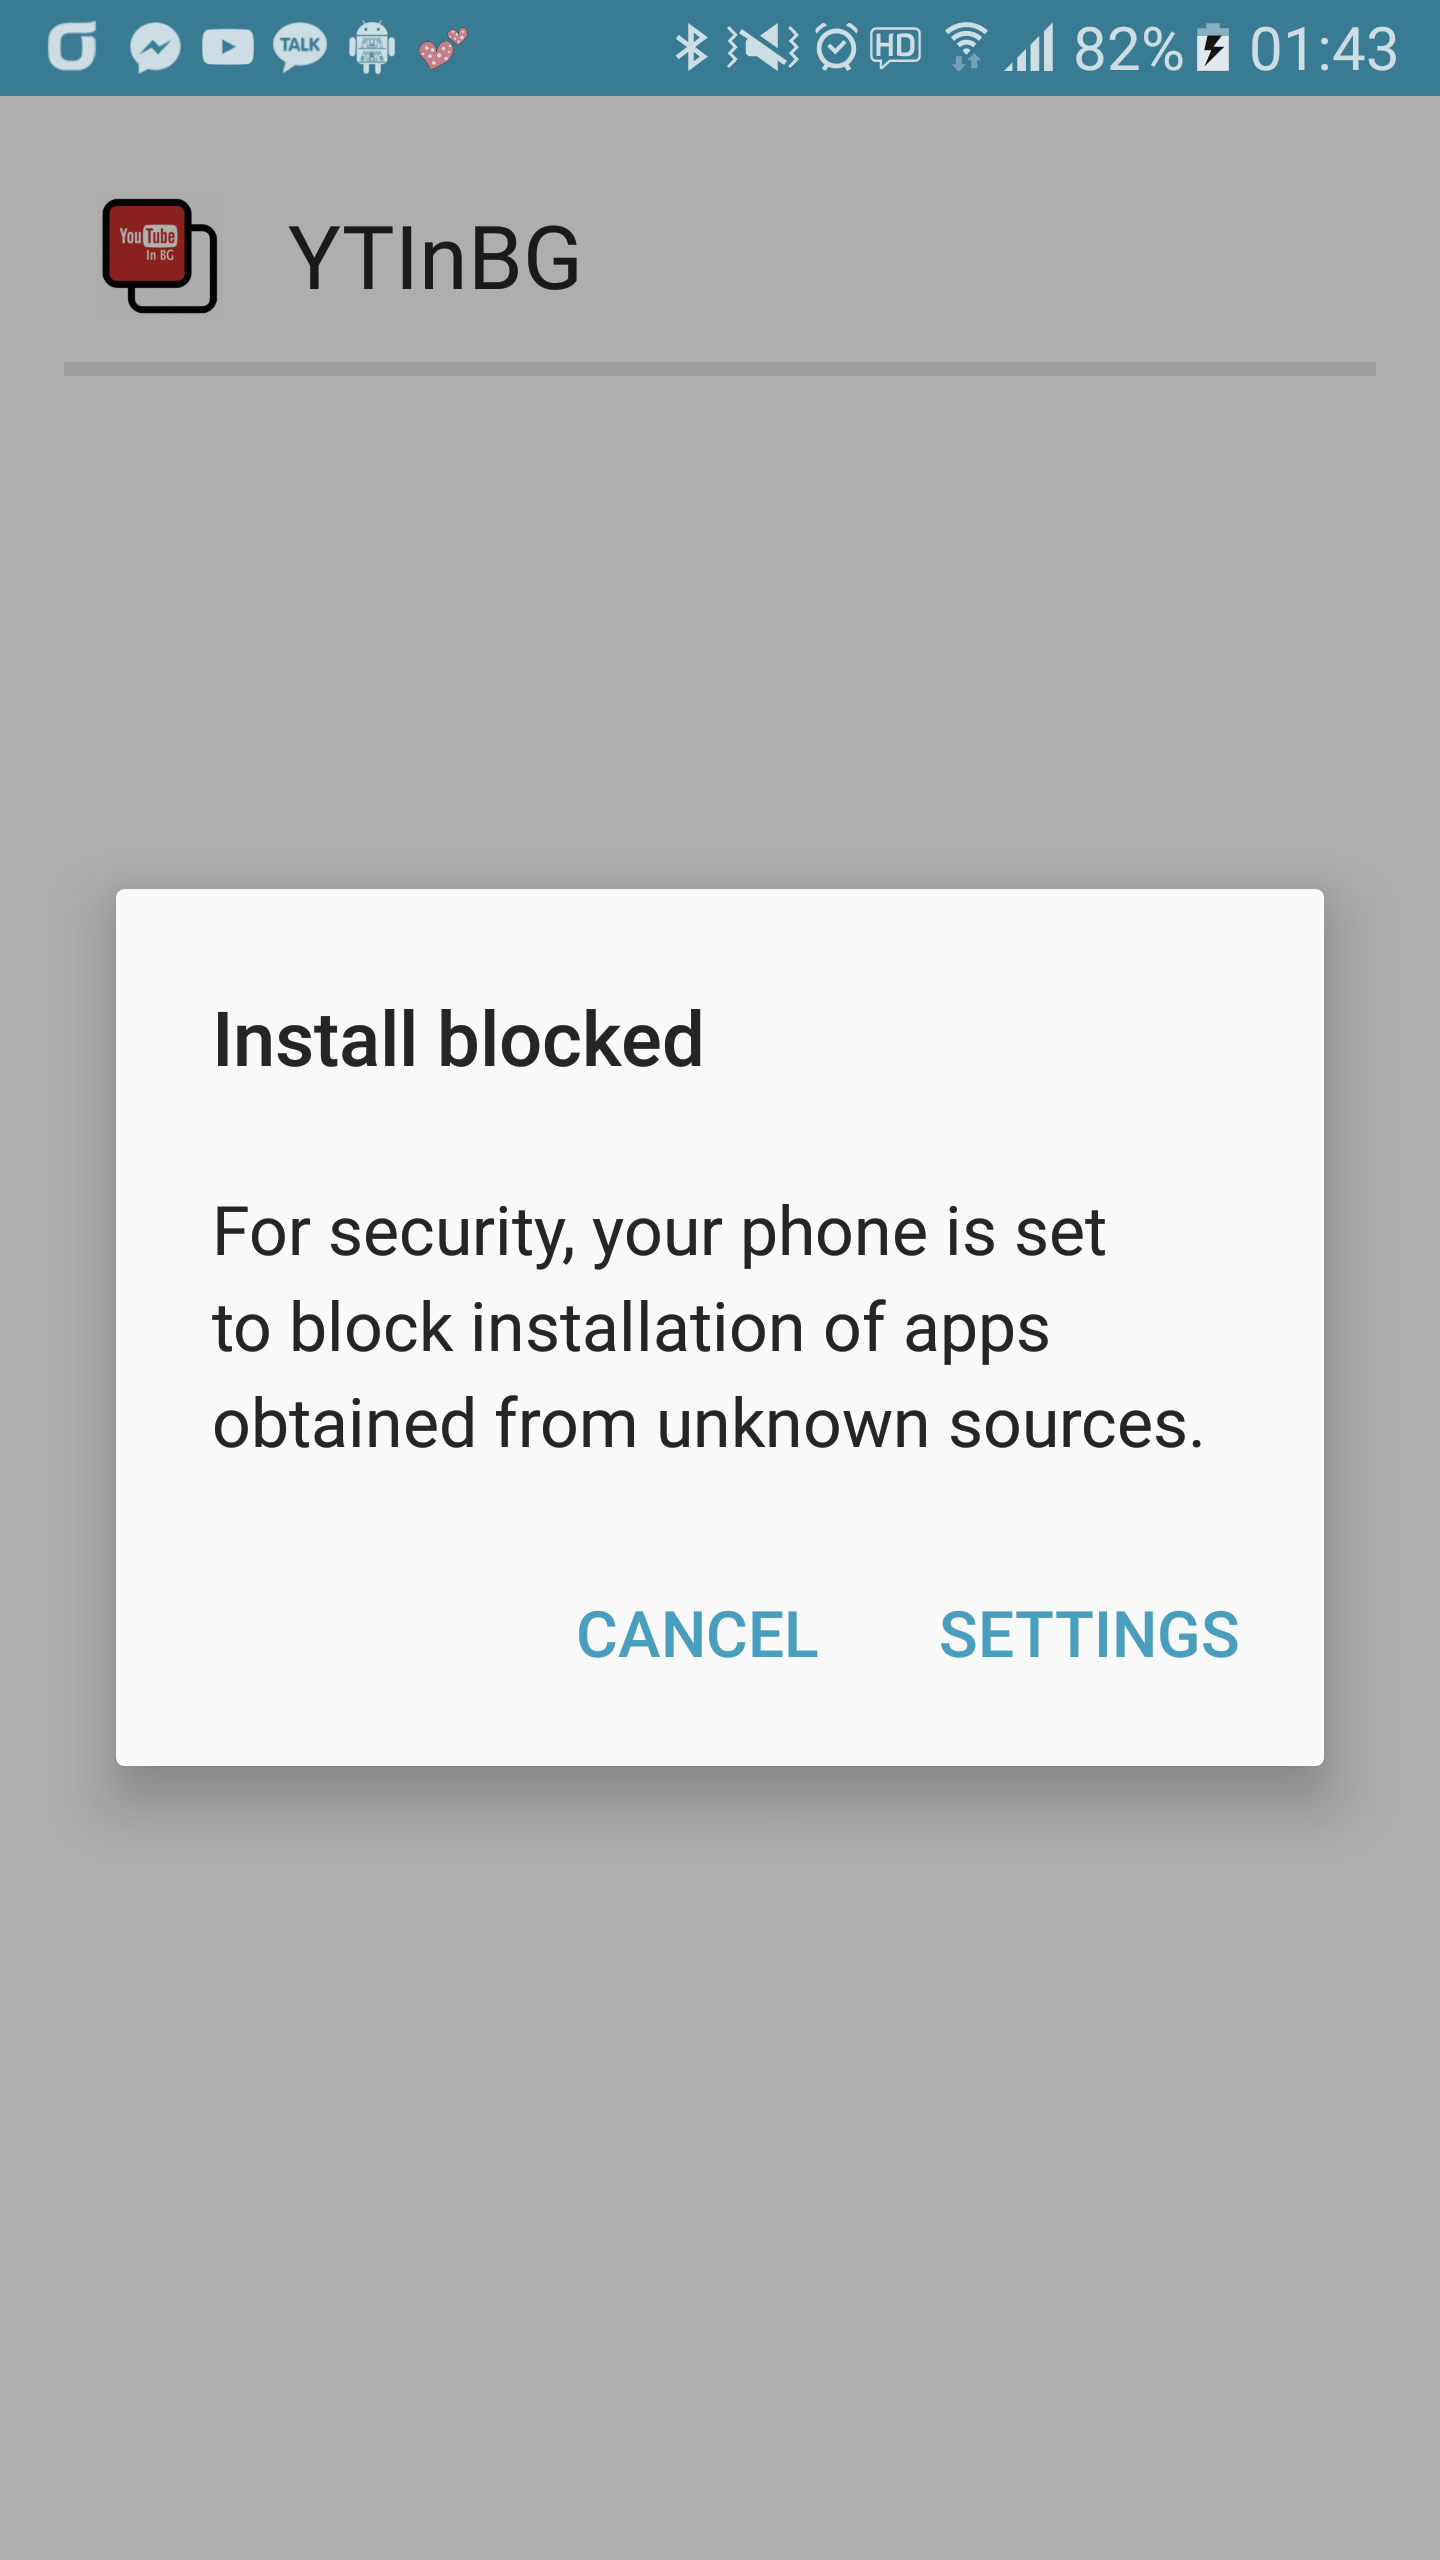 TALK HD 82% 01:43
YouTube
In BG
YTInBG
Install blocked
For security, your phone is set
to block installation of apps
obtained from unknown sources.
CANCEL SETTINGS